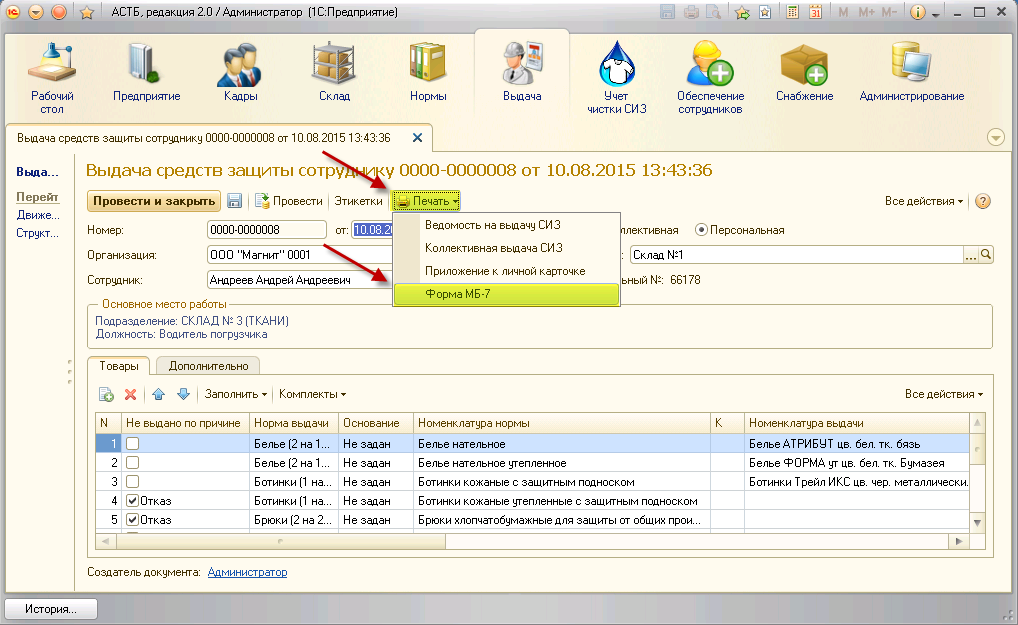 АСТБ, редакция 2.0 / Администратор (1С:Предприятие)
M M+ M-
Рабочий стол
Предприятие
Кадры
Склад
Нормы
Выдача
Учет чистки СИЗ
Обеспечение сотрудников
Снабжение
Администрирование
Выдача средств защиты сотруднику 0000-0000008 от 10.08.2015 13:43:36
Выда...
Перейт
Движе...
Структ...
Выдача средств защиты сотруднику 0000-0000008 от 10.08.2015 13:43:36
Провести и закрыть Провести Этикетки Печать Все действия
Номер: 0000-0000008 от: 10.08.2 ллективная Персональная
Организация: ООО "Магнит" 0001 : Склад №1 ...
Сотрудник: Андреев Андрей Андреевич ьный №: 66178
Ведомость на выдачу СИЗ
Коллективная выдача СИЗ
Приложение к личной карточке
Форма МБ-7
Основное место работы
Подразделение: СКЛАД № 3 (ТКАНИ)
Должность: Водитель погрузчика
Товары Дополнительно
Заполнить Комплекты Все действия
N Не выдано по причине Норма выдачи Основание Номенклатура нормы К Номенклатура выдачи
1 Белье (2 на 1... Не задан Белье нательное Белье АТРИБУТ цв. бел. тк. бязь
2 Белье (2 на 1... Не задан Белье нательное утепленное Белье ФОРМА ут цв. бел. тк. Бумазея
3 Ботинки (1 на... Не задан Ботинки кожаные с защитным подноском Ботинки Трейл ИКС цв. чер. металлически.
4 Отказ Ботинки (1 на... Не задан Ботинки кожаные утепленные с защитным подноском
5 Отказ Брюки (2 на 2... Не задан Брюки хлопчатобумажные для защиты от общих прои...
Создатель документа: Администратор
История...